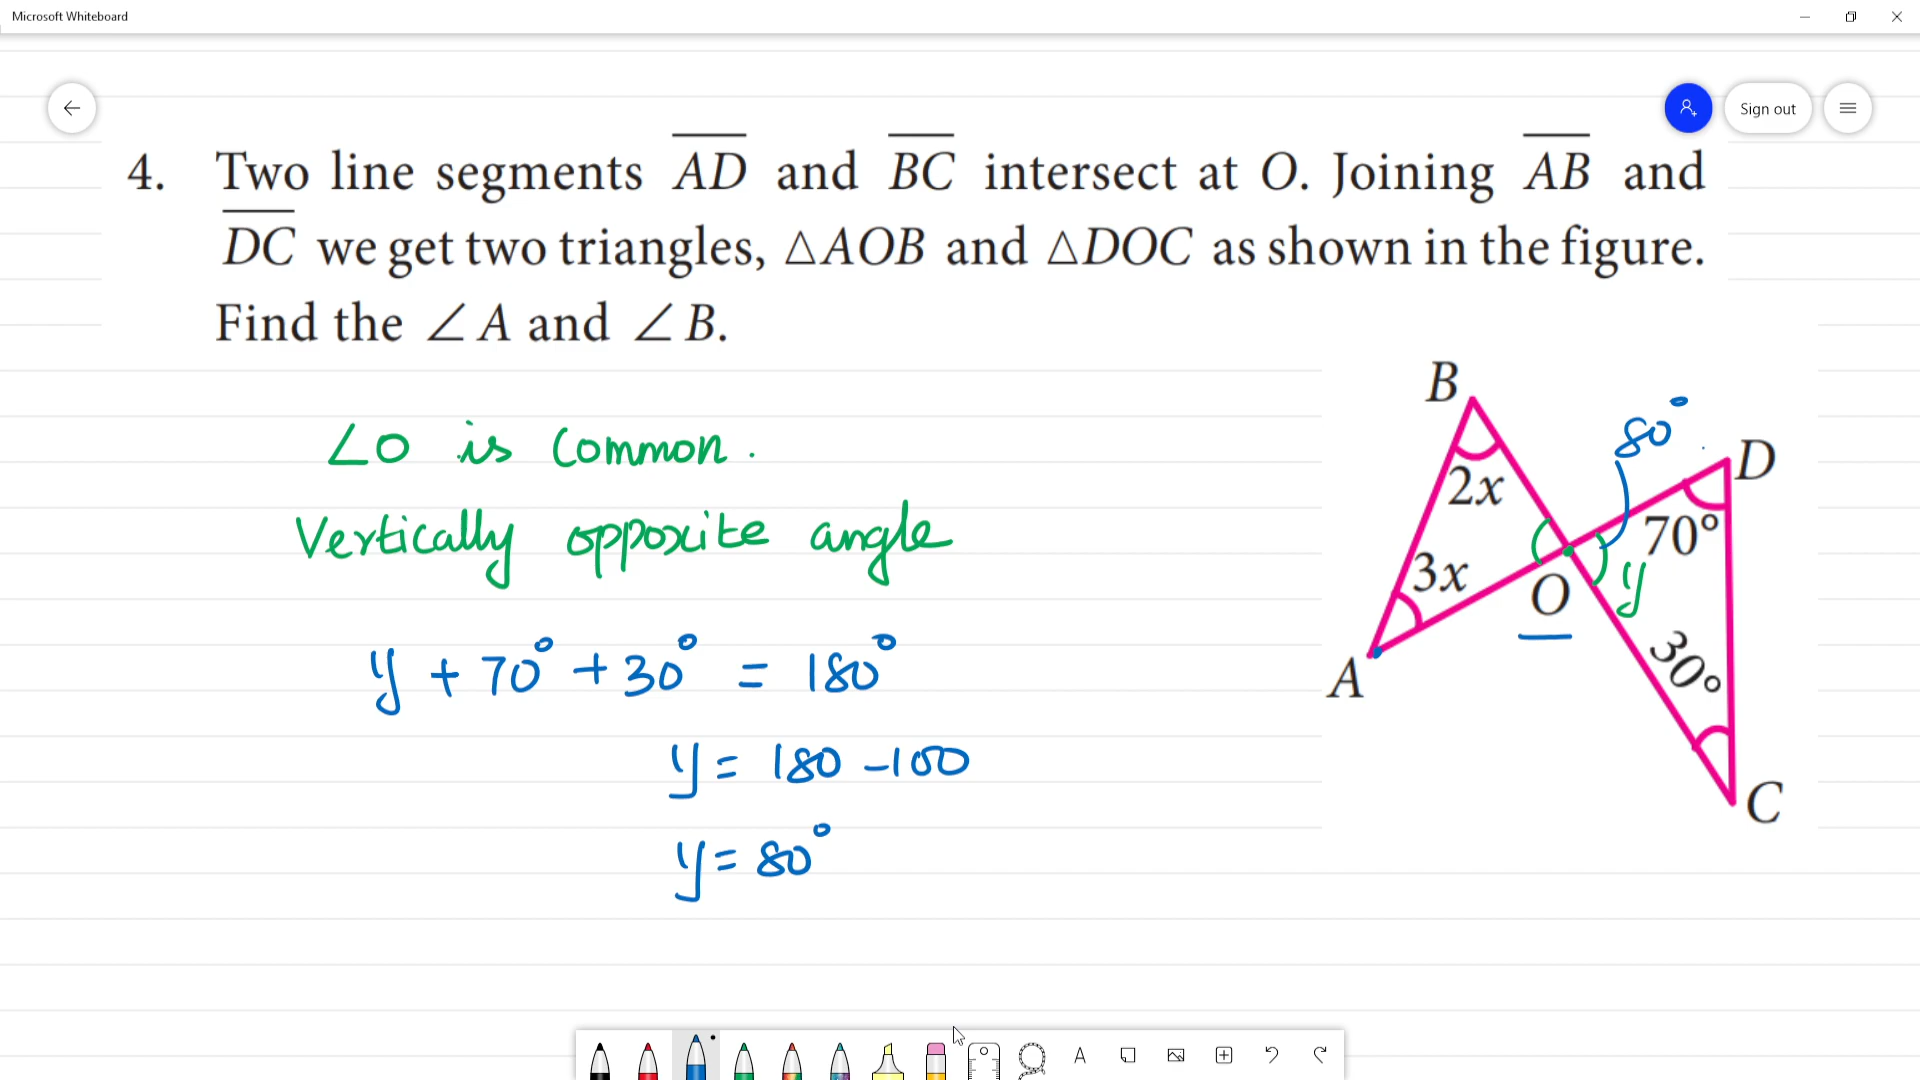 Microsoft Whiteboard
Sign out
4. Two line segments AD and BC intersect at O. Joining AB and
DC we get two triangles, △AOB and △DOC as shown in the figure.
Find the ∠A and ∠B.
∠O is common.
Vertically opposite angle
y + 70° + 30° = 180°
y = 180 - 100
y = 80°
B
80°
D
2x
70°
3x
O
y
30°
A
C
A